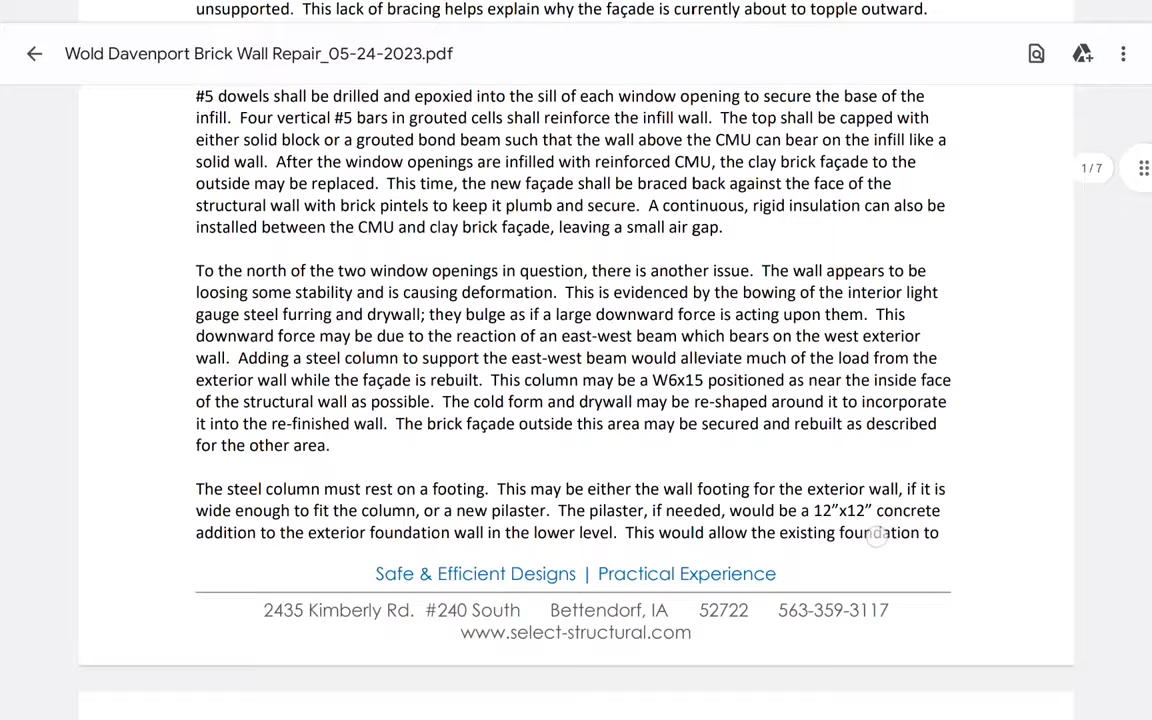 unsupported.  This lack of bracing helps explain why the façade is currently about to topple outward.
Wold Davenport Brick Wall Repair_05-24-2023.pdf
#5 dowels shall be drilled and epoxied into the sill of each window opening to secure the base of the
infill.  Four vertical #5 bars in grouted cells shall reinforce the infill wall.  The top shall be capped with
either solid block or a grouted bond beam such that the wall above the CMU can bear on the infill like a
solid wall.  After the window openings are infilled with reinforced CMU, the clay brick façade to the
outside may be replaced.  This time, the new façade shall be braced back against the face of the
structural wall with brick pintels to keep it plumb and secure.  A continuous, rigid insulation can also be
installed between the CMU and clay brick façade, leaving a small air gap.
1 / 7
To the north of the two window openings in question, there is another issue.  The wall appears to be
loosing some stability and is causing deformation.  This is evidenced by the bowing of the interior light
gauge steel furring and drywall; they bulge as if a large downward force is acting upon them.  This
downward force may be due to the reaction of an east-west beam which bears on the west exterior
wall.  Adding a steel column to support the east-west beam would alleviate much of the load from the
exterior wall while the façade is rebuilt.  This column may be a W6x15 positioned as near the inside face
of the structural wall as possible.  The cold form and drywall may be re-shaped around it to incorporate
it into the re-finished wall.  The brick façade outside this area may be secured and rebuilt as described
for the other area.
The steel column must rest on a footing.  This may be either the wall footing for the exterior wall, if it is
wide enough to fit the column, or a new pilaster.  The pilaster, if needed, would be a 12”x12” concrete
addition to the exterior foundation wall in the lower level.  This would allow the existing foundation to
Safe & Efficient Designs | Practical Experience
2435 Kimberly Rd.  #240 South     Bettendorf, IA     52722     563-359-3117
www.select-structural.com